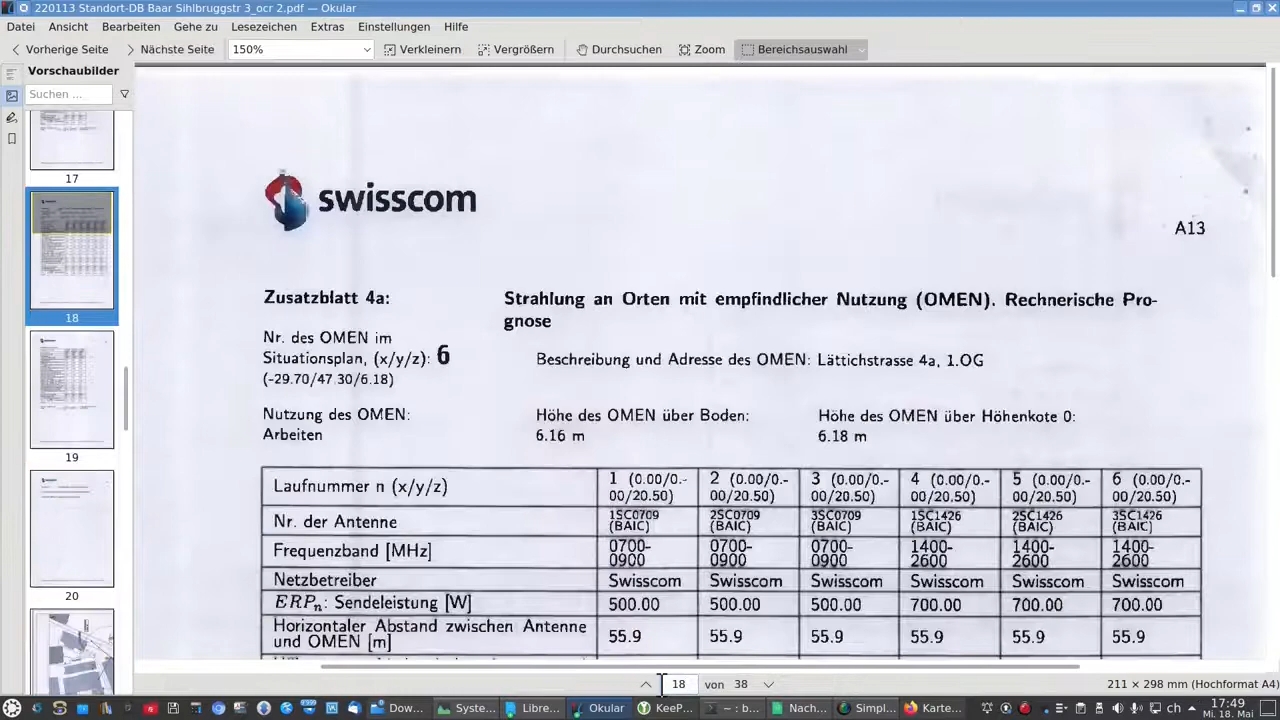 220113 Standort-DB Baar Sihlbruggstr 3_ocr 2.pdf — Okular
Datei Ansicht Bearbeiten Gehe zu Lesezeichen Extras Einstellungen Hilfe
Vorherige Seite Nächste Seite 150% Verkleinern Vergrößern Durchsuchen Zoom Bereichsauswahl
Vorschaubilder
Suchen ...
17
18
19
20
swisscom
A13
Zusatzblatt 4a: Strahlung an Orten mit empfindlicher Nutzung (OMEN). Rechnerische Pro-
gnose
Nr. des OMEN im
Situationsplan, (x/y/z): 6 Beschreibung und Adresse des OMEN: Lättichstrasse 4a, 1.OG
(-29.70/47.30/6.18)
Nutzung des OMEN: Höhe des OMEN über Boden: Höhe des OMEN über Höhenkote 0:
Arbeiten 6.16 m 6.18 m
Laufnummer n (x/y/z) 1 (0.00/0.- 2 (0.00/0.- 3 (0.00/0.- 4 (0.00/0.- 5 (0.00/0.- 6 (0.00/0.-
00/20.50) 00/20.50) 00/20.50) 00/20.50) 00/20.50) 00/20.50)
Nr. der Antenne 1SC0709 2SC0709 3SC0709 1SC1426 2SC1426 3SC1426
(BAIC) (BAIC) (BAIC) (BAIC) (BAIC) (BAIC)
Frequenzband [MHz] 0700- 0700- 0700- 1400- 1400- 1400-
0900 0900 0900 2600 2600 2600
Netzbetreiber Swisscom Swisscom Swisscom Swisscom Swisscom Swisscom
ERPn: Sendeleistung [W] 500.00 500.00 500.00 700.00 700.00 700.00
Horizontaler Abstand zwischen Antenne
und OMEN [m] 55.9 55.9 55.9 55.9 55.9 55.9
18 von 38
211 × 298 mm (Hochformat A4)
Dow... Syste... Libre... Okular KeeP... ~ : b... Nach... Simpl... Karte... ch 17:49
Mi. 18. Mai